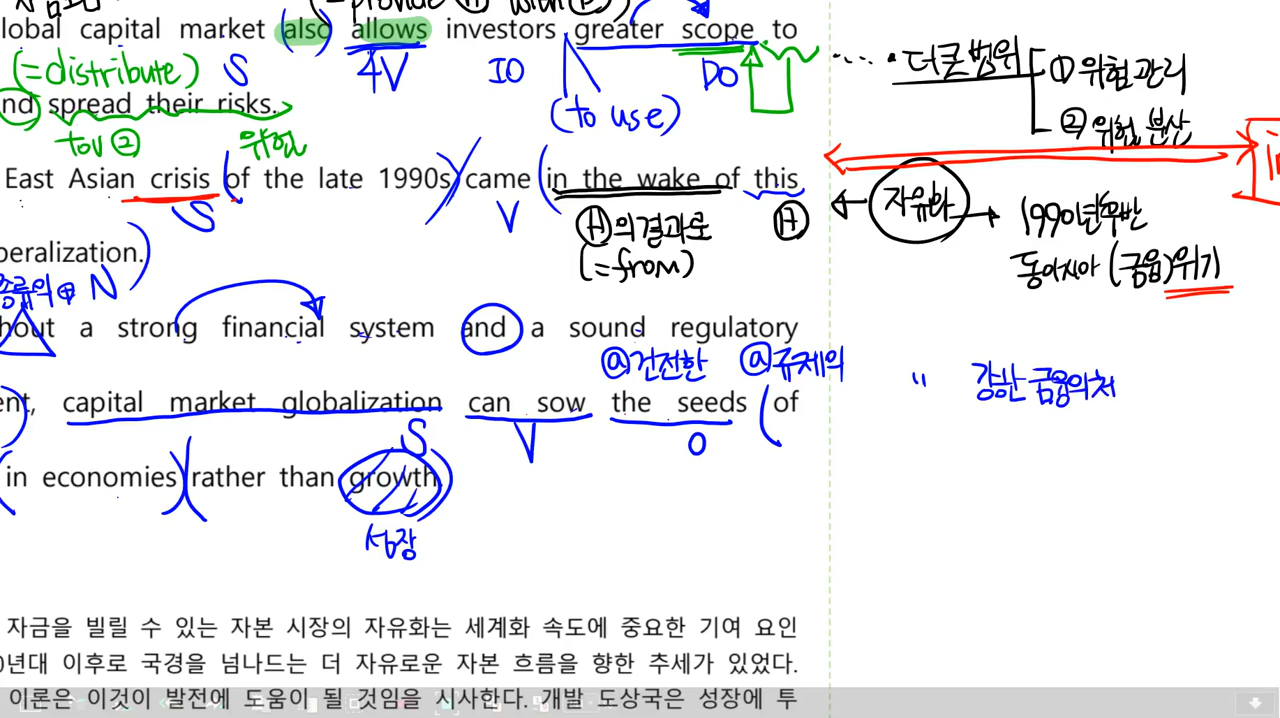 (=provide Ⓐ with Ⓑ)
lobal capital market (also) allows investors greater scope to
(=distribute) S 4V IO DO
(to use)
nd spread their risks.
to V ② 위험
···· 더 큰 범위
① 위험 관리
② 위험 분산
East Asian crisis (of the late 1990s) came (in the wake of this
S V Ⓐ의 결과로 Ⓐ
(=from)
자유화
1990년 후반
동아시아 (금융) 위기
eralization.)
종류의 + N
hout a strong financial system and a sound regulatory
ⓐ 건전한 ⓐ 규제의
" 강한 금융의 처
ent, capital market globalization can sow the seeds (of
S V O
in economies) (rather than growth)
성장
자금을 빌릴 수 있는 자본 시장의 자유화는 세계화 속도에 중요한 기여 요인
0년대 이후로 국경을 넘나드는 더 자유로운 자본 흐름을 향한 추세가 있었다.
이론은 이것이 발전에 도움이 될 것임을 시사한다. 개발 도상국은 성장에 투